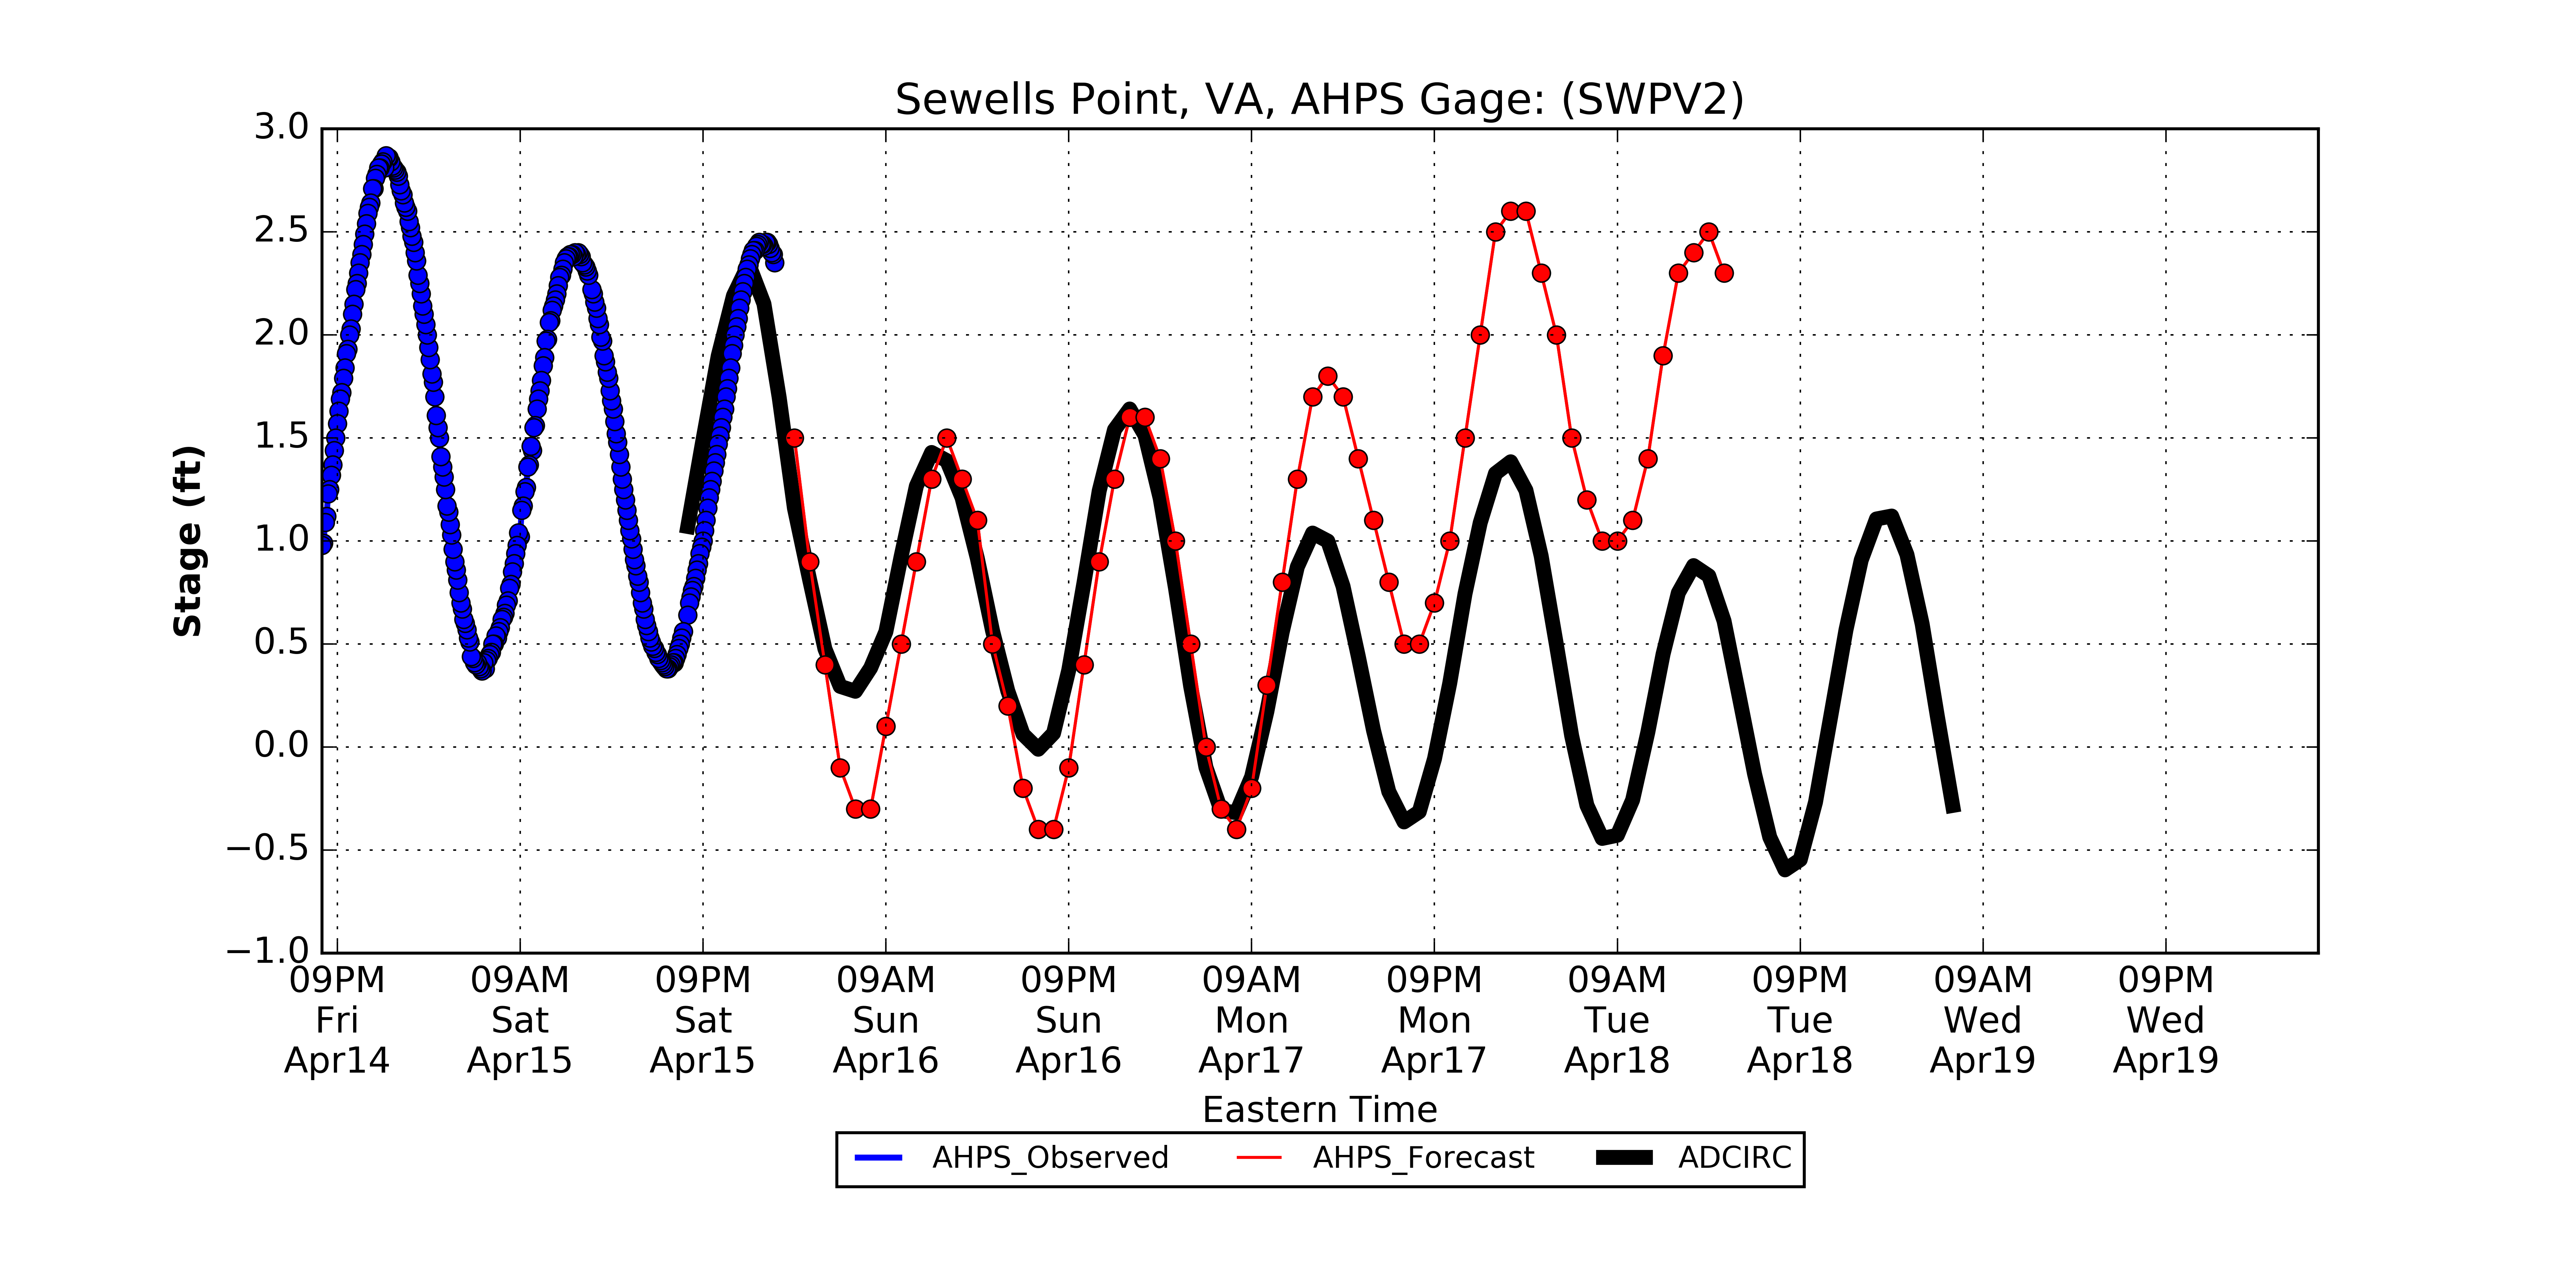 Sewells Point, VA, AHPS Gage: (SWPV2)
3.0
2.5
2.0
1.5
1.0
0.5
0.0
−0.5
−1.0
Stage (ft)
09PM 09AM 09PM 09AM 09PM 09AM 09PM 09AM 09PM 09AM 09PM
Fri Sat Sat Sun Sun Mon Mon Tue Tue Wed Wed
Apr14 Apr15 Apr15 Apr16 Apr16 Apr17 Apr17 Apr18 Apr18 Apr19 Apr19
Eastern Time
AHPS_Observed AHPS_Forecast ADCIRC